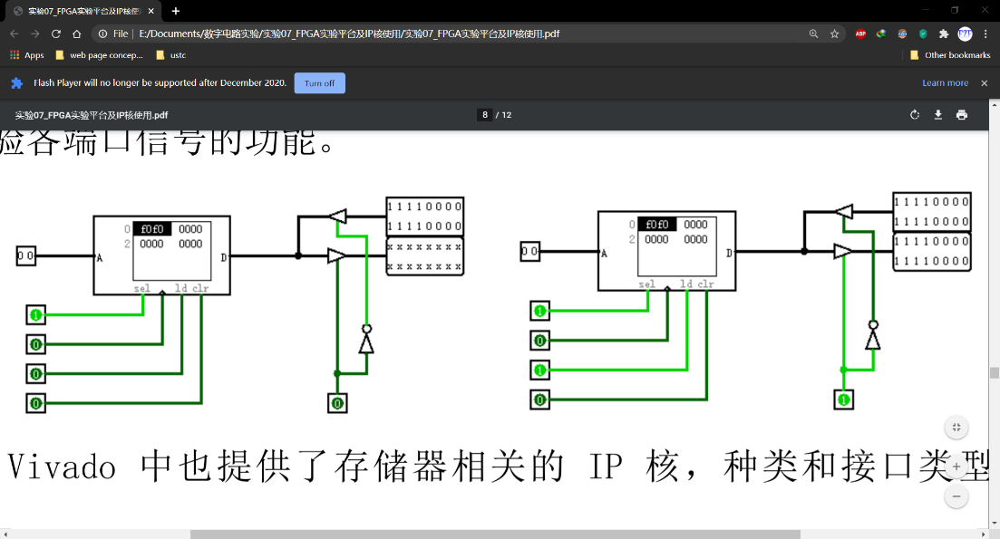 实验07_FPGA实验平台及IP核使用
File | E:/Documents/数字电路实验/实验07_FPGA实验平台及IP核使用/实验07_FPGA实验平台及IP核使用.pdf
ABP
Apps web page concep... ustc Other bookmarks
Flash Player will no longer be supported after December 2020. Turn off Learn more
实验07_FPGA实验平台及IP核使用.pdf 8 / 12
验各端口信号的功能。
0 0
A
0 f0f0 0000
2 0000 0000
D
sel ld clr
1
0
0
0
1 1 1 1 0 0 0 0
1 1 1 1 0 0 0 0
x x x x x x x x
x x x x x x x x
0
0 0
A
0 f0f0 0000
2 0000 0000
D
sel ld clr
1
0
1
0
1 1 1 1 0 0 0 0
1 1 1 1 0 0 0 0
1 1 1 1 0 0 0 0
1 1 1 1 0 0 0 0
1
Vivado 中也提供了存储器相关的 IP 核，种类和接口类型